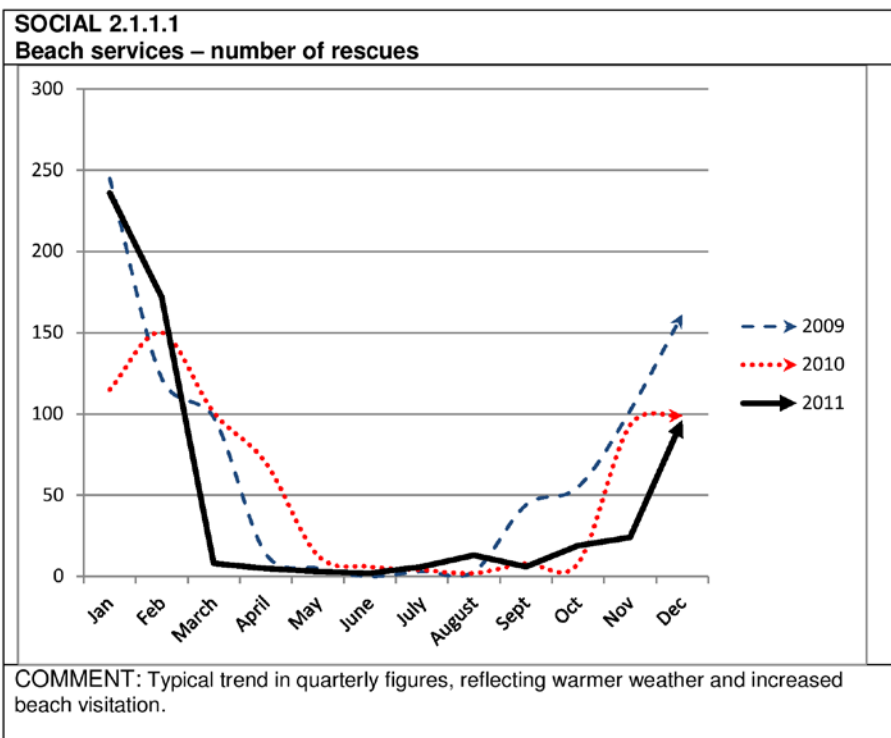 SOCIAL 2.1.1.1
Beach services – number of rescues
300
250
200
150
100
50
0
Jan
Feb
March
April
May
June
July
August
Sept
Oct
Nov
Dec
2009
2010
2011
COMMENT: Typical trend in quarterly figures, reflecting warmer weather and increased
beach visitation.